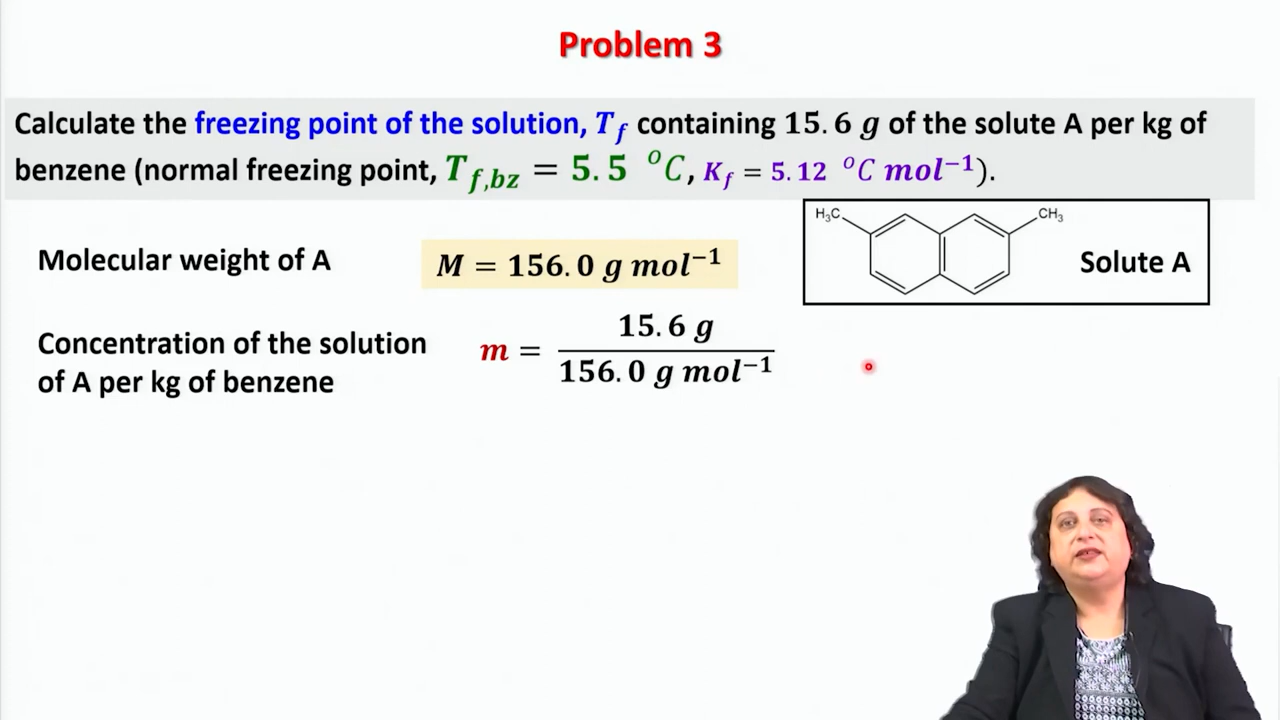 Problem 3
Calculate the freezing point of the solution, T_f containing 15.6 g of the solute A per kg of
benzene (normal freezing point, T_{f,bz} = 5.5 °C, K_f = 5.12 °C mol⁻¹).
H₃C
CH₃
Solute A
Molecular weight of A
M = 156.0 g mol⁻¹
Concentration of the solution
of A per kg of benzene
m = 15.6 g / 156.0 g mol⁻¹